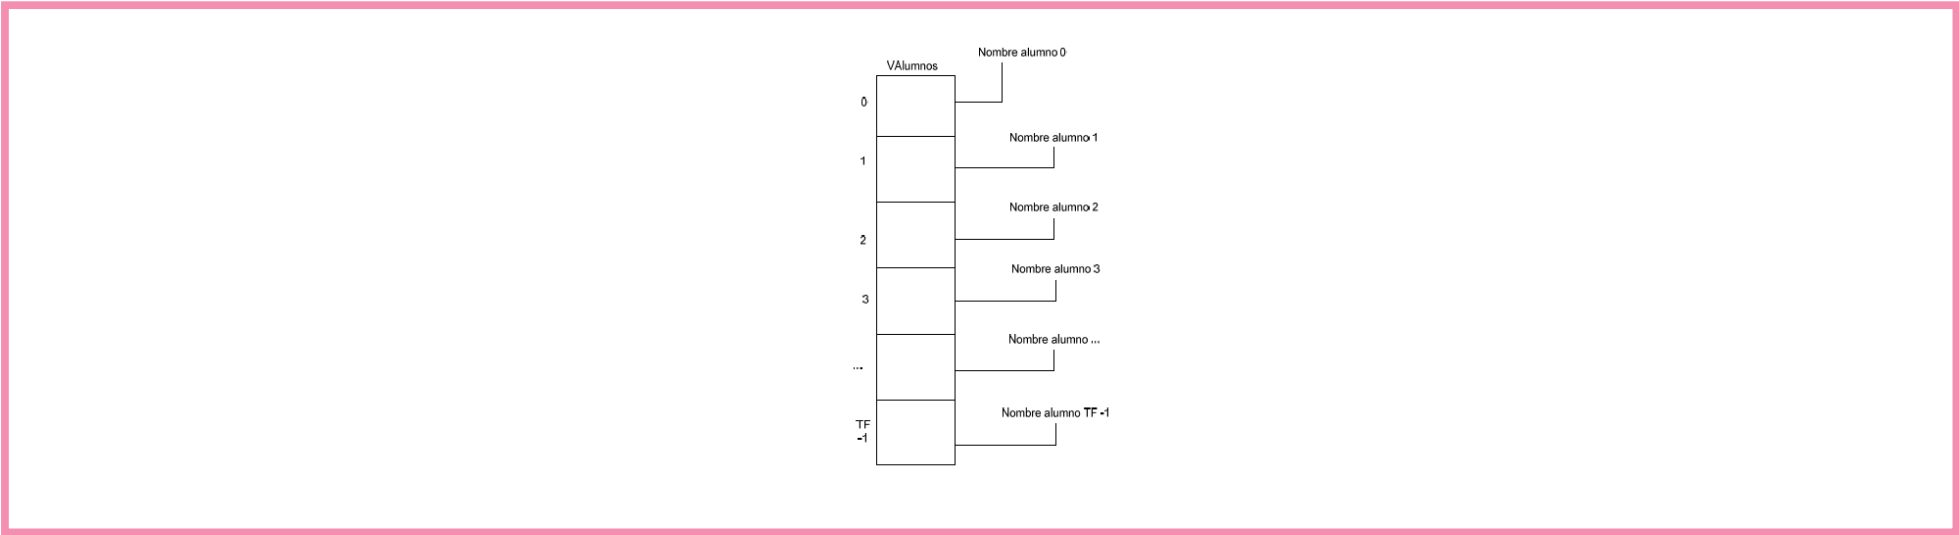 Nombre alumno 0
VAlumnos
0
Nombre alumno 1
1
Nombre alumno 2
2
Nombre alumno 3
3
Nombre alumno ...
...
Nombre alumno TF -1
TF
-1